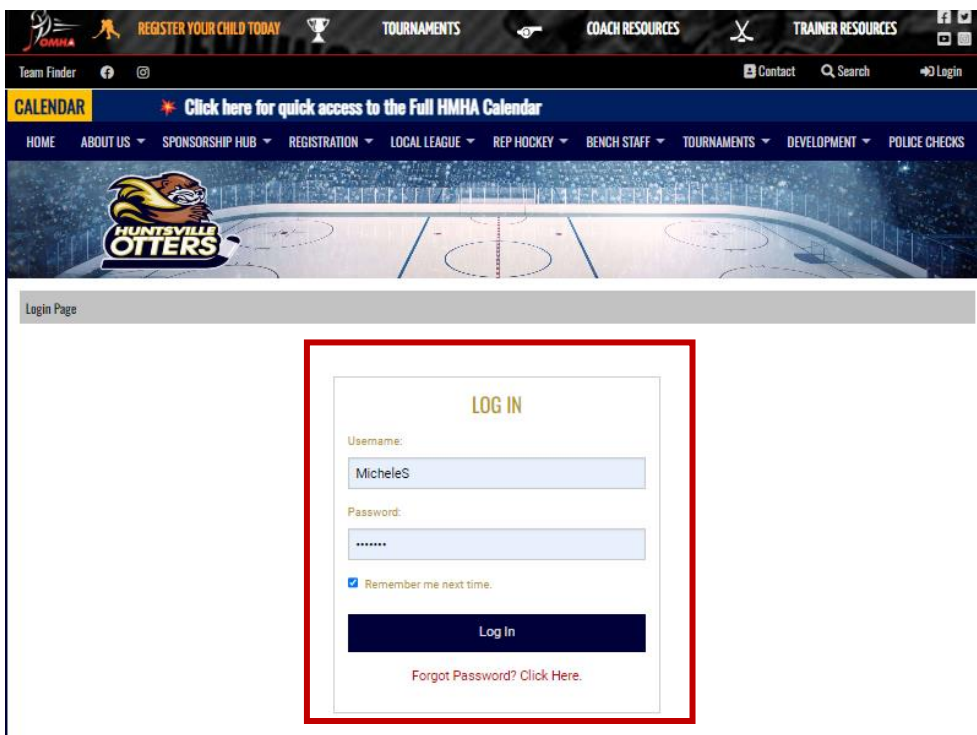 OMHA REGISTER YOUR CHILD TODAY TOURNAMENTS COACH RESOURCES TRAINER RESOURCES
Team Finder Contact Search Login
CALENDAR Click here for quick access to the Full HMHA Calendar
HOME ABOUT US SPONSORSHIP HUB REGISTRATION LOCAL LEAGUE REP HOCKEY BENCH STAFF TOURNAMENTS DEVELOPMENT POLICE CHECKS
HUNTSVILLE
OTTERS
Login Page
LOG IN
Username:
MicheleS
Password:
•••••••
Remember me next time.
Log In
Forgot Password? Click Here.